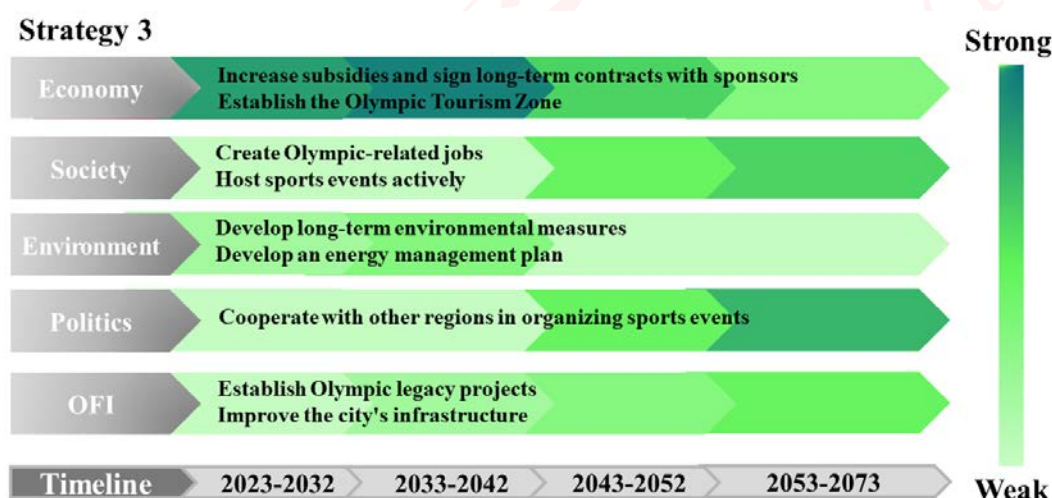 Strategy 3
Strong
Economy
Increase subsidies and sign long-term contracts with sponsors
Establish the Olympic Tourism Zone
Society
Create Olympic-related jobs
Host sports events actively
Environment
Develop long-term environmental measures
Develop an energy management plan
Politics
Cooperate with other regions in organizing sports events
OFI
Establish Olympic legacy projects
Improve the city's infrastructure
Timeline 2023-2032 2033-2042 2043-2052 2053-2073
Weak